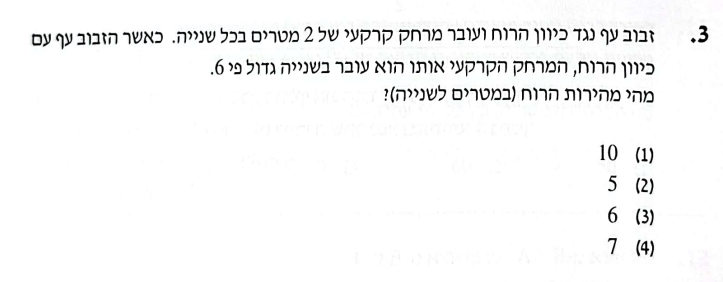 3. זבוב עף נגד כיוון הרוח ועובר מרחק קרקעי של 2 מטרים בכל שנייה. כאשר הזבוב עף עם
כיוון הרוח, המרחק הקרקעי אותו הוא עובר בשנייה גדול פי 6.
מהי מהירות הרוח (במטרים לשנייה)?
(1) 10
(2) 5
(3) 6
(4) 7